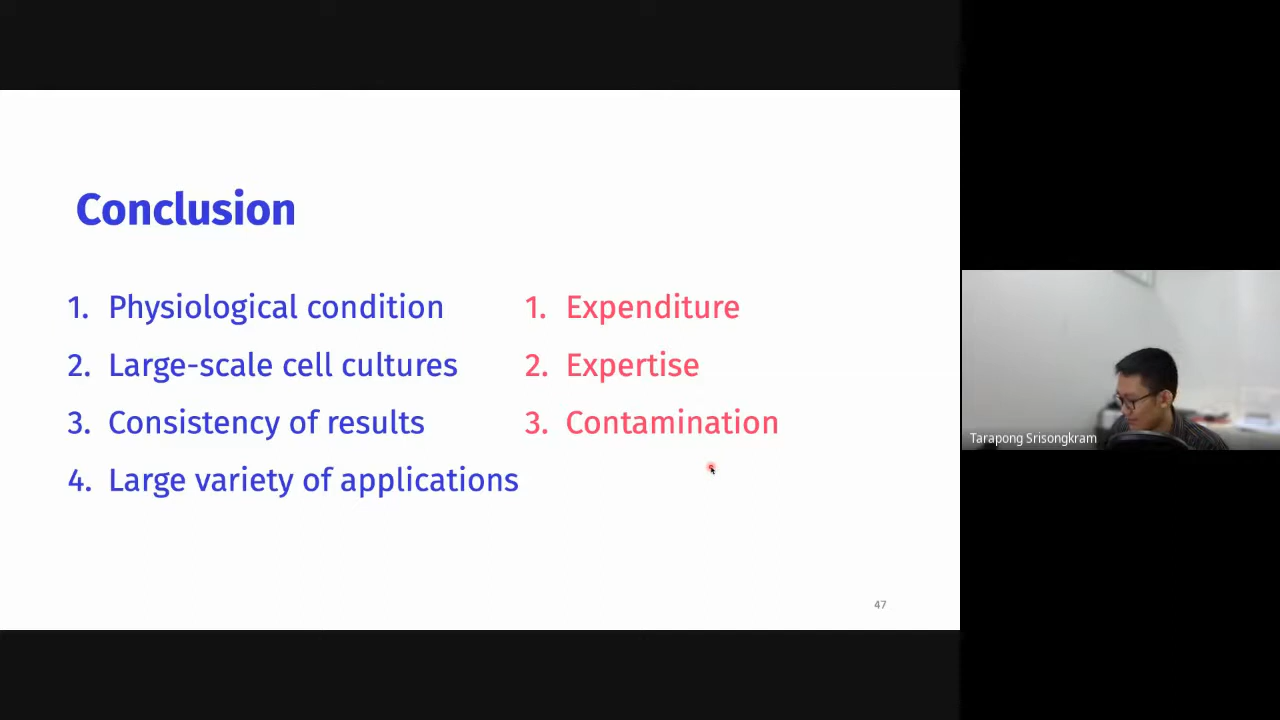 Conclusion
1. Physiological condition
2. Large-scale cell cultures
3. Consistency of results
4. Large variety of applications
1. Expenditure
2. Expertise
3. Contamination
47
Tarapong Srisongkram